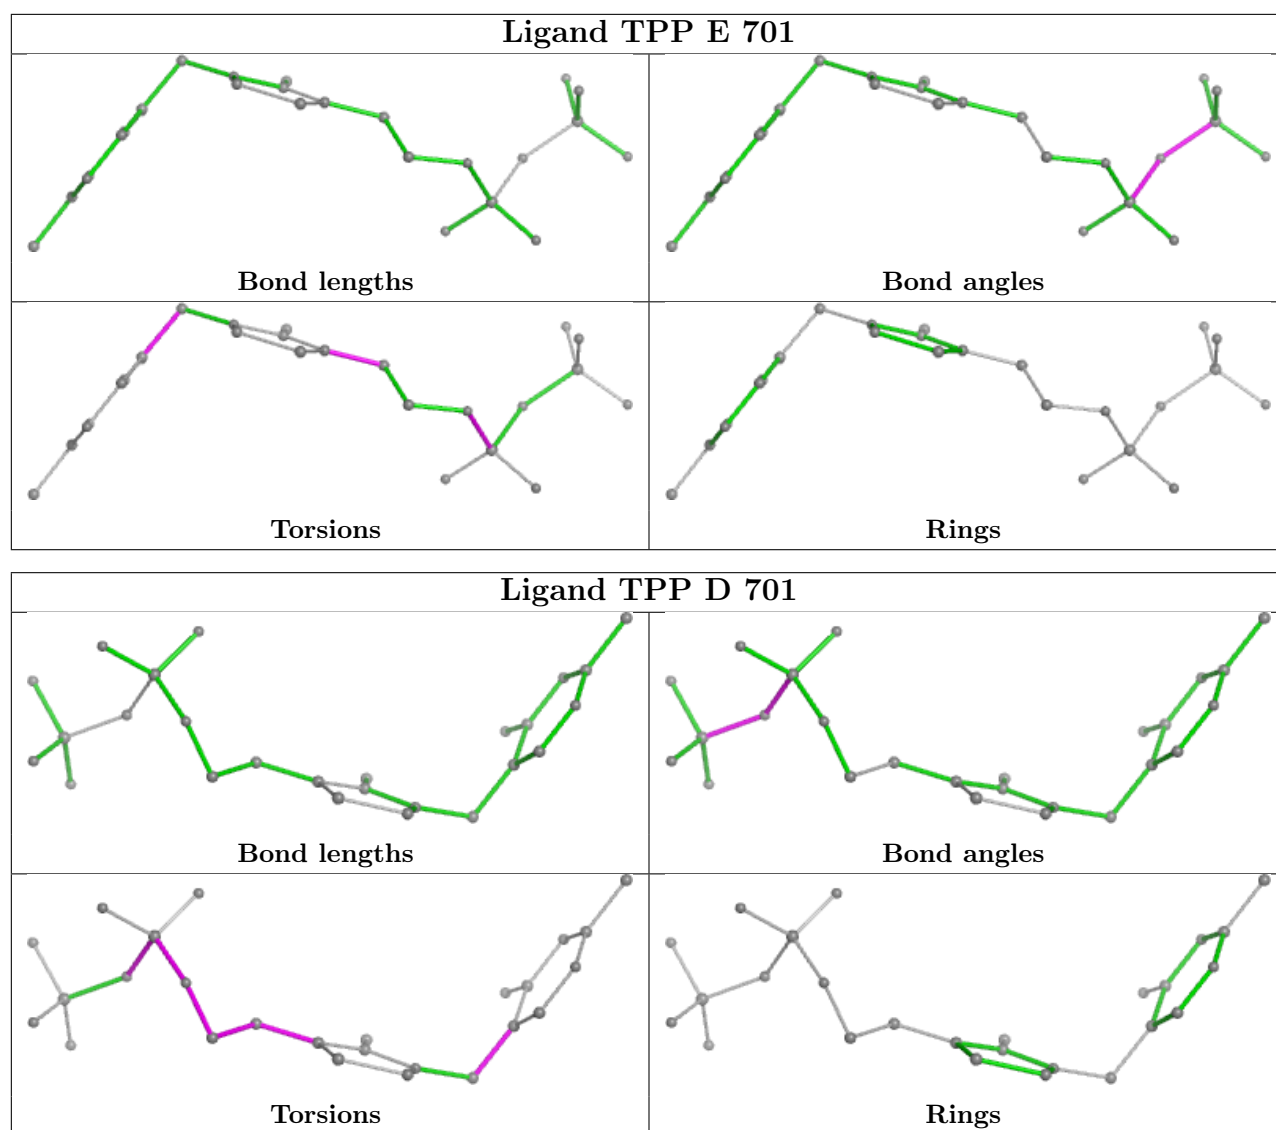 Ligand TPP E 701
Bond lengths
Bond angles
Torsions
Rings
Ligand TPP D 701
Bond lengths
Bond angles
Torsions
Rings